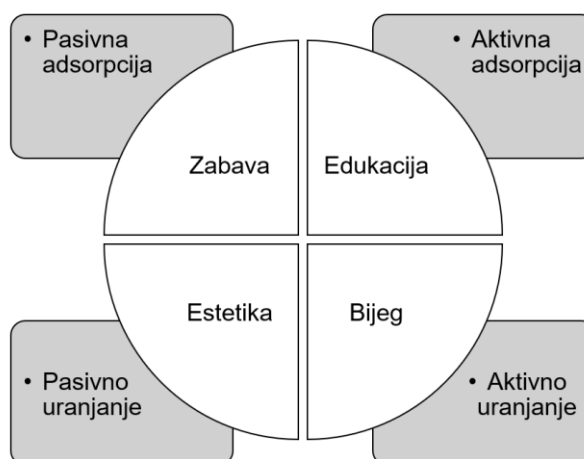 • Pasivna
adsorpcija
• Aktivna
adsorpcija
Zabava
Edukacija
Estetika
Bijeg
• Pasivno
uranjanje
• Aktivno
uranjanje